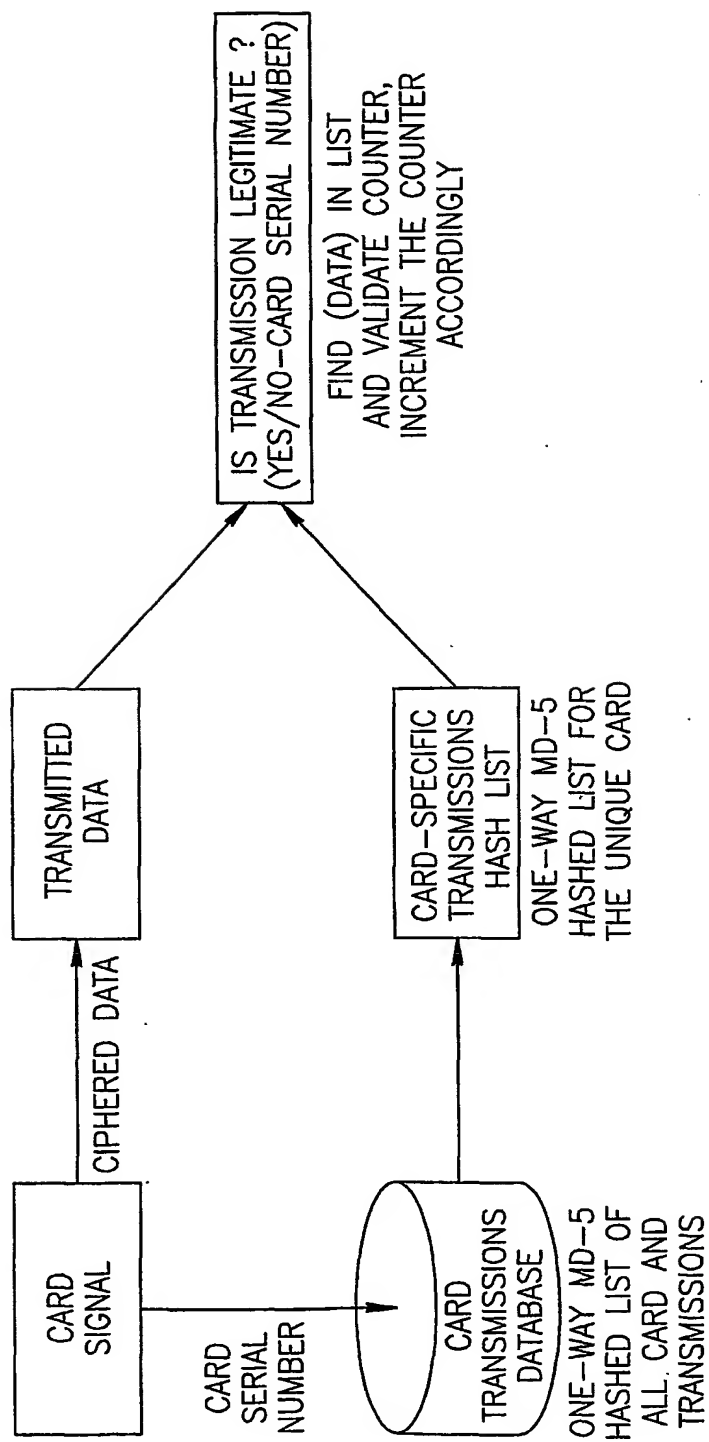 CARD
SIGNAL
CIPHERED DATA
TRANSMITTED
DATA
CARD
SERIAL
NUMBER
CARD
TRANSMISSIONS
DATABASE
ONE-WAY MD-5
HASHED LIST OF
ALL CARD AND
TRANSMISSIONS
CARD-SPECIFIC
TRANSMISSIONS
HASH LIST
ONE-WAY MD-5
HASHED LIST FOR
THE UNIQUE CARD
IS TRANSMISSION LEGITIMATE ?
(YES/NO-CARD SERIAL NUMBER)
FIND (DATA) IN LIST
AND VALIDATE COUNTER,
INCREMENT THE COUNTER
ACCORDINGLY